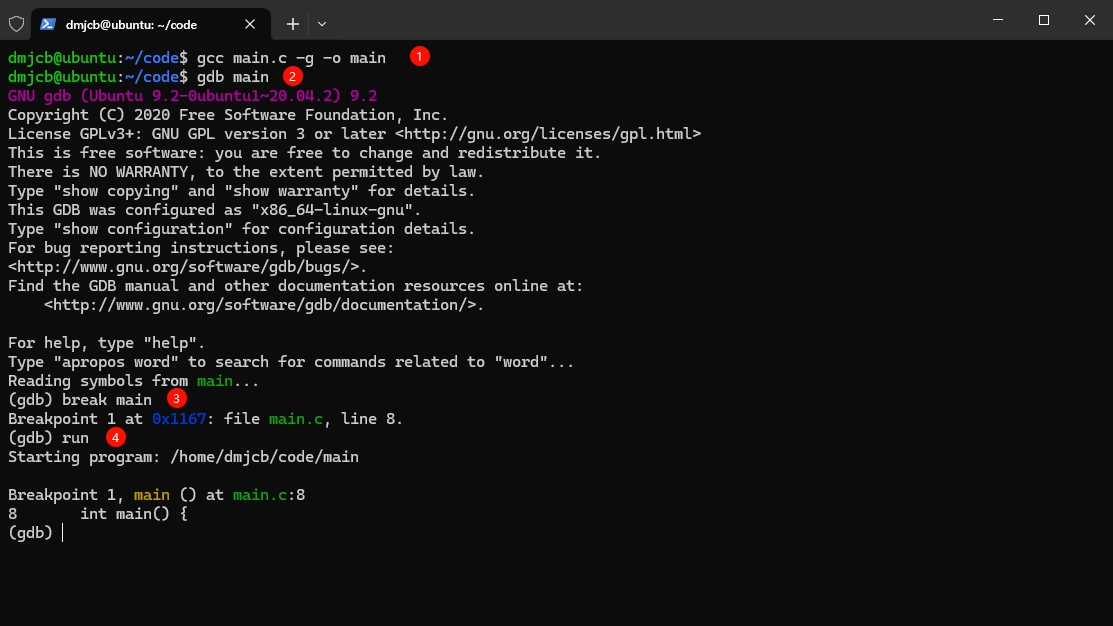 dmjcb@ubuntu: ~/code
dmjcb@ubuntu:~/code$ gcc main.c -g -o main 1
dmjcb@ubuntu:~/code$ gdb main 2
GNU gdb (Ubuntu 9.2-0ubuntu1~20.04.2) 9.2
Copyright (C) 2020 Free Software Foundation, Inc.
License GPLv3+: GNU GPL version 3 or later <http://gnu.org/licenses/gpl.html>
This is free software: you are free to change and redistribute it.
There is NO WARRANTY, to the extent permitted by law.
Type "show copying" and "show warranty" for details.
This GDB was configured as "x86_64-linux-gnu".
Type "show configuration" for configuration details.
For bug reporting instructions, please see:
<http://www.gnu.org/software/gdb/bugs/>.
Find the GDB manual and other documentation resources online at:
    <http://www.gnu.org/software/gdb/documentation/>.

For help, type "help".
Type "apropos word" to search for commands related to "word"...
Reading symbols from main...
(gdb) break main 3
Breakpoint 1 at 0x1167: file main.c, line 8.
(gdb) run 4
Starting program: /home/dmjcb/code/main

Breakpoint 1, main () at main.c:8
8       int main() {
(gdb)